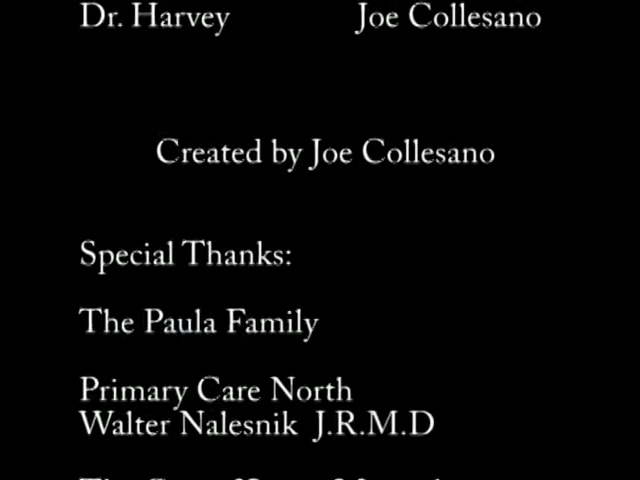 Dr. Harvey Joe Collesano
Created by Joe Collesano
Special Thanks:
The Paula Family
Primary Care North
Walter Nalesnik J.R.M.D